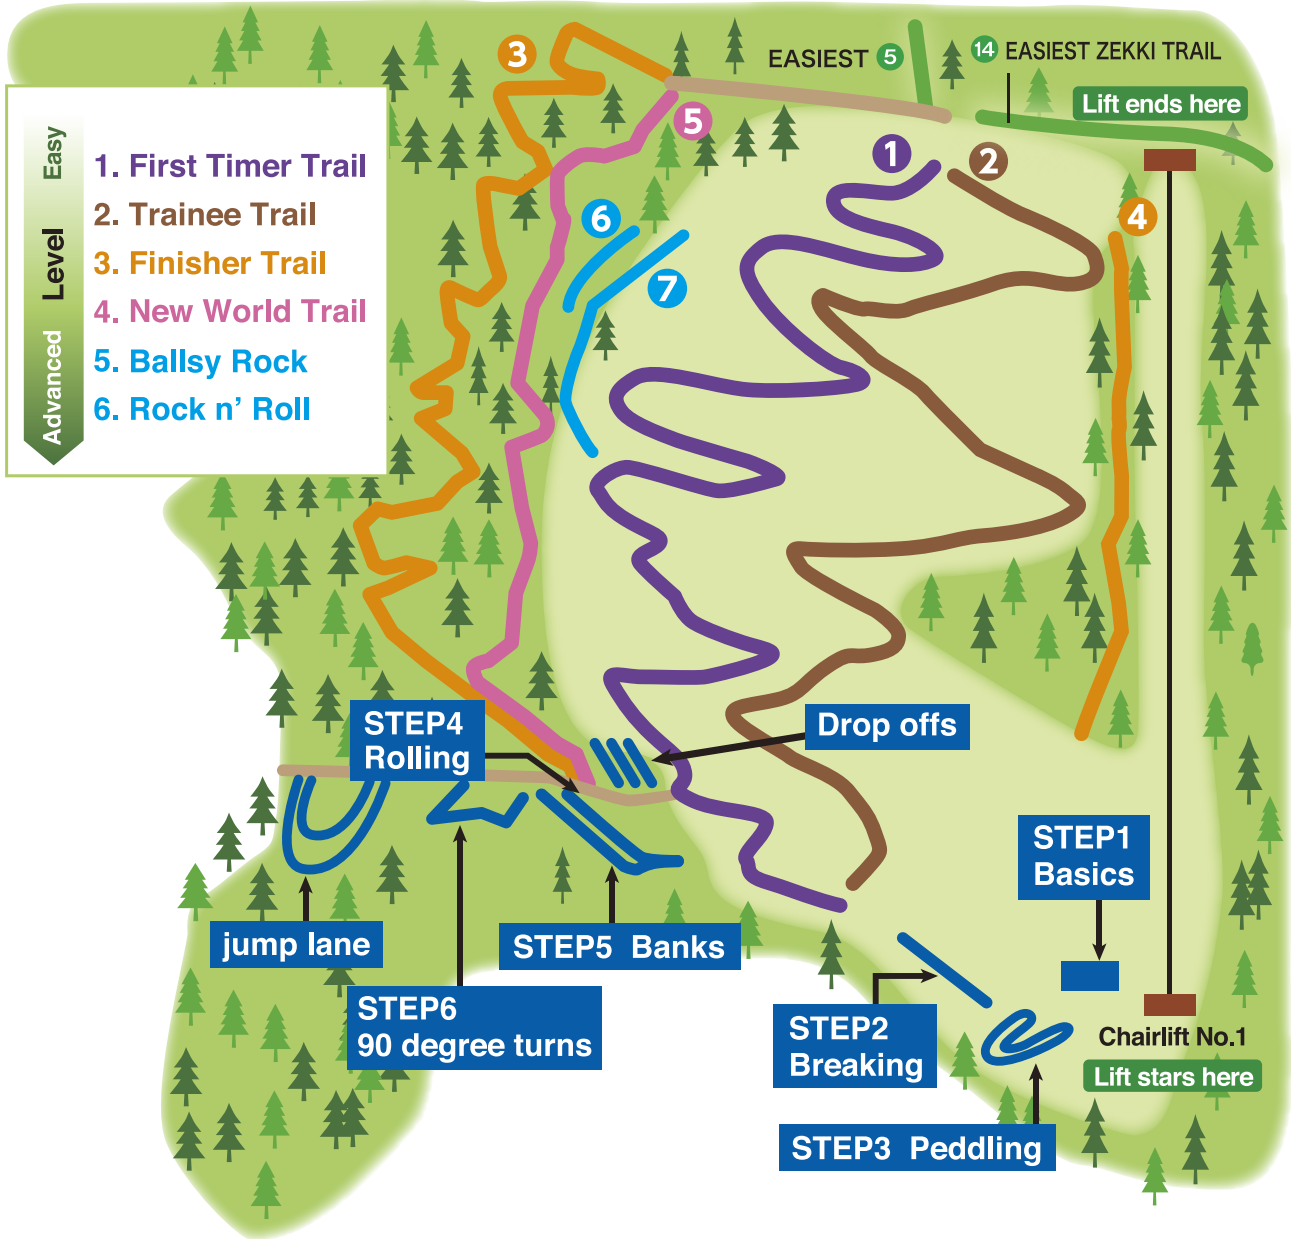 3
EASIEST 5
14 EASIEST ZEKKI TRAIL
Lift ends here
5
1
2
4
6
7
Easy
Level
Advanced
1. First Timer Trail
2. Trainee Trail
3. Finisher Trail
4. New World Trail
5. Ballsy Rock
6. Rock n’ Roll
STEP4
Rolling
Drop offs
STEP1
Basics
jump lane
STEP5 Banks
STEP6
90 degree turns
STEP2
Breaking
Chairlift No.1
Lift stars here
STEP3 Peddling